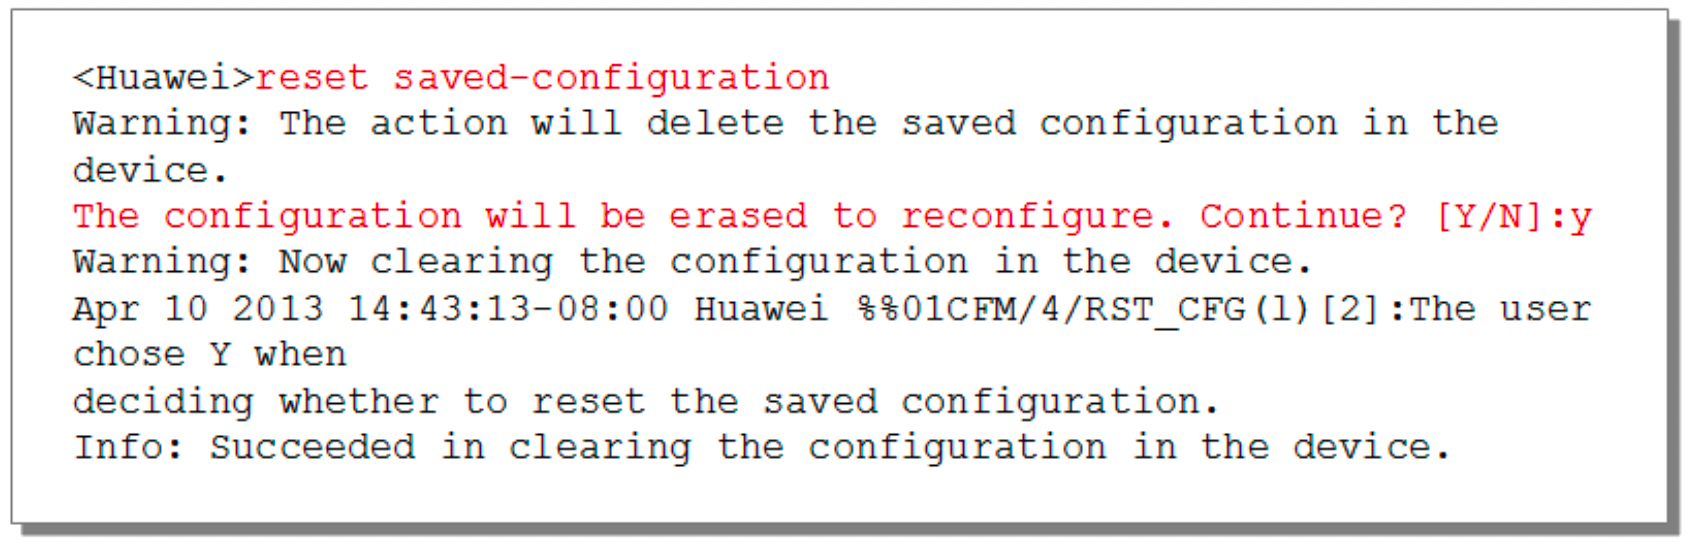 <Huawei>reset saved-configuration
Warning: The action will delete the saved configuration in the
device.
The configuration will be erased to reconfigure. Continue? [Y/N]:y
Warning: Now clearing the configuration in the device.
Apr 10 2013 14:43:13-08:00 Huawei %%01CFM/4/RST_CFG(l)[2]:The user
chose Y when
deciding whether to reset the saved configuration.
Info: Succeeded in clearing the configuration in the device.